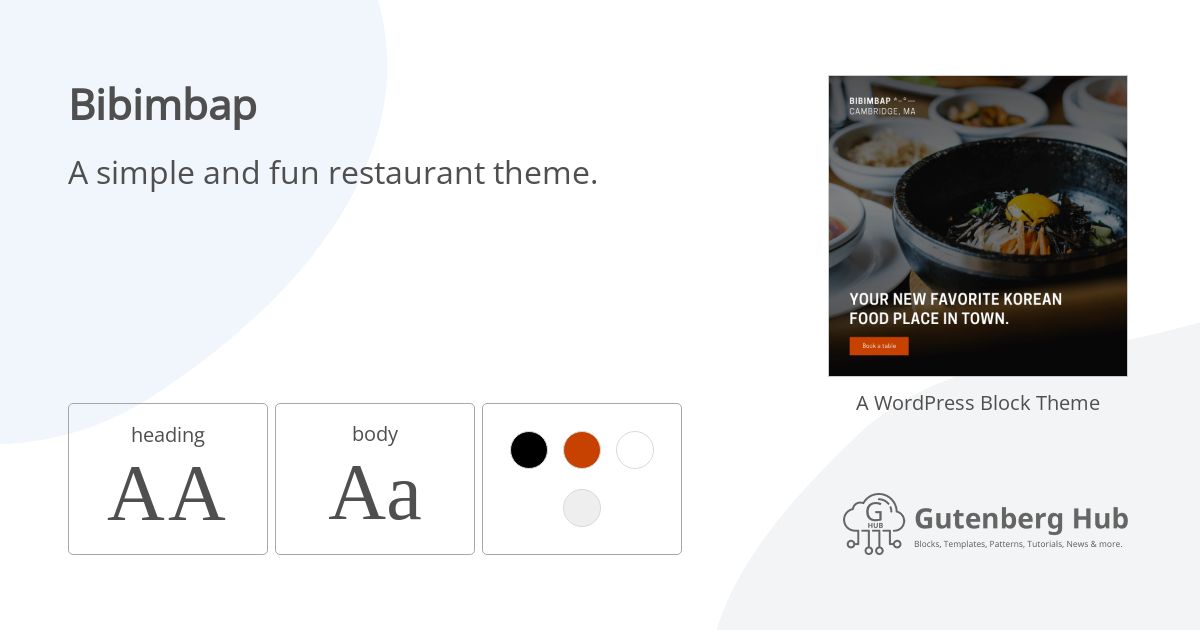 Bibimbap
A simple and fun restaurant theme.
BIBIMBAP °–°—
CAMBRIDGE, MA
YOUR NEW FAVORITE KOREAN
FOOD PLACE IN TOWN.
Book a table
A WordPress Block Theme
heading
AA
body
Aa
G
HUB
Gutenberg Hub
Blocks, Templates, Patterns, Tutorials, News & more.